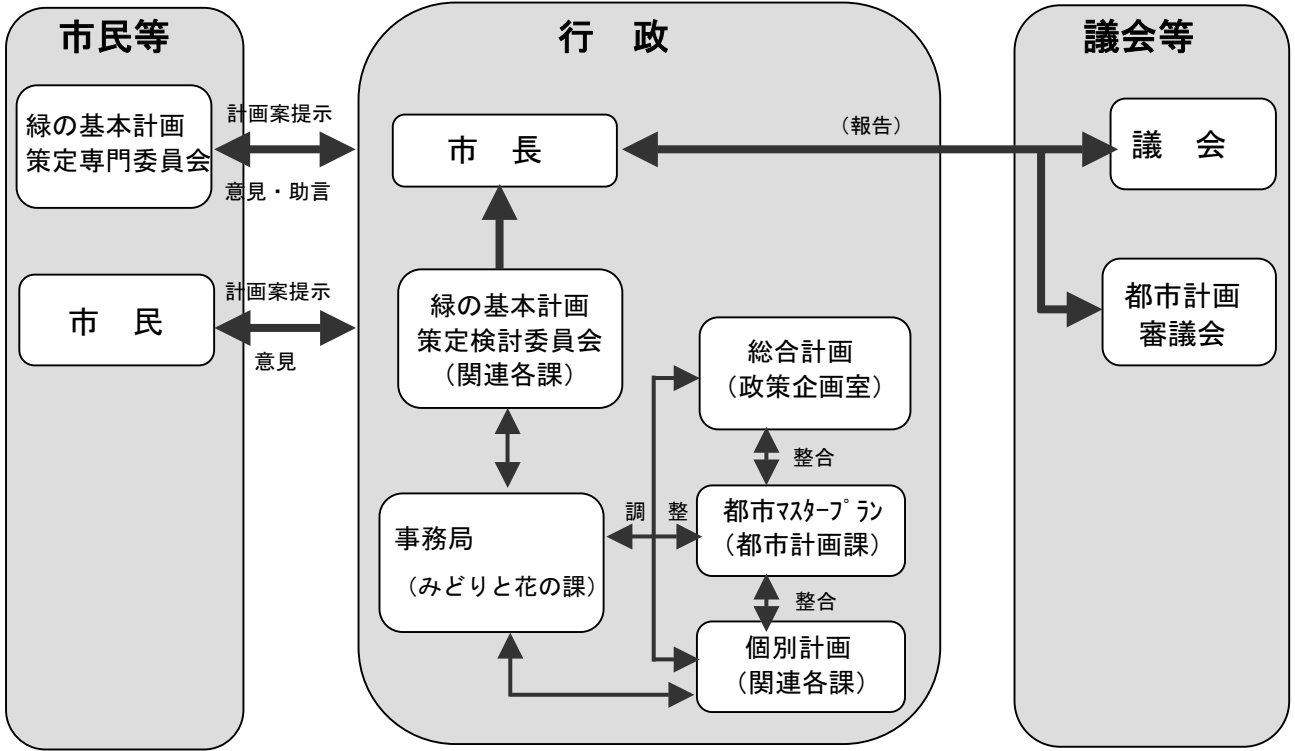 市民等
緑の基本計画
策定専門委員会
計画案提示
意見・助言
市　民
計画案提示
意見
行　政
市　長
（報告）
緑の基本計画
策定検討委員会
（関連各課）
事務局
（みどりと花の課）
調　整
総合計画
（政策企画室）
整合
都市ﾏｽﾀｰﾌﾟﾗﾝ
（都市計画課）
整合
個別計画
（関連各課）
議会等
議　会
都市計画
審議会